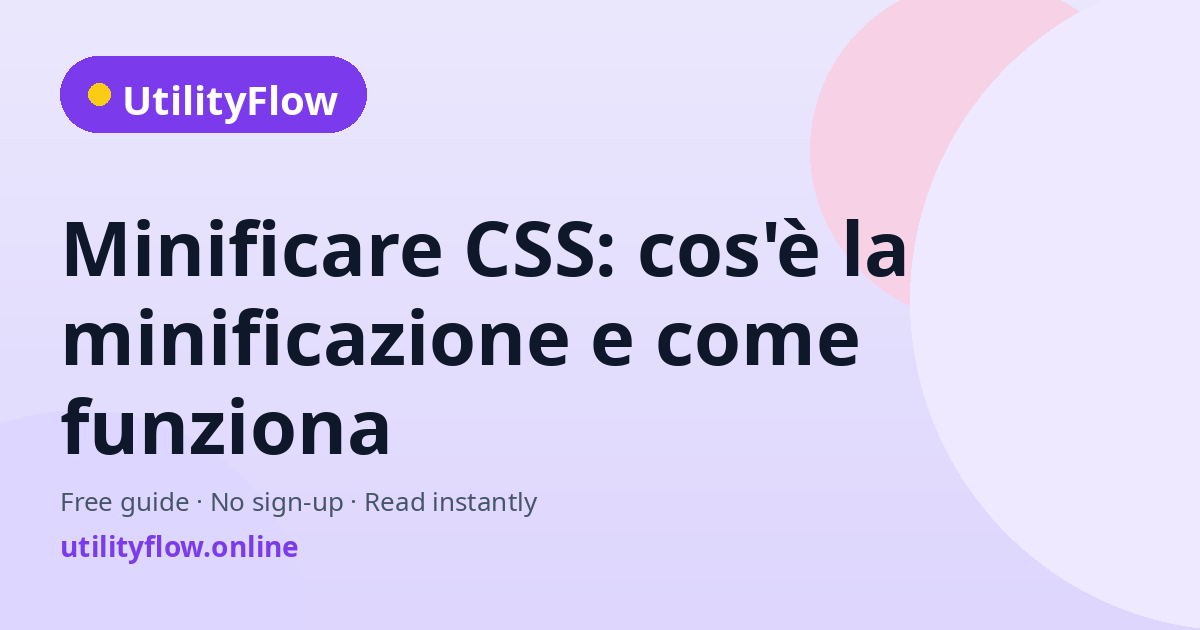 UtilityFlow
Minificare CSS: cos'è la
minificazione e come
funziona
Free guide · No sign-up · Read instantly
utilityflow.online